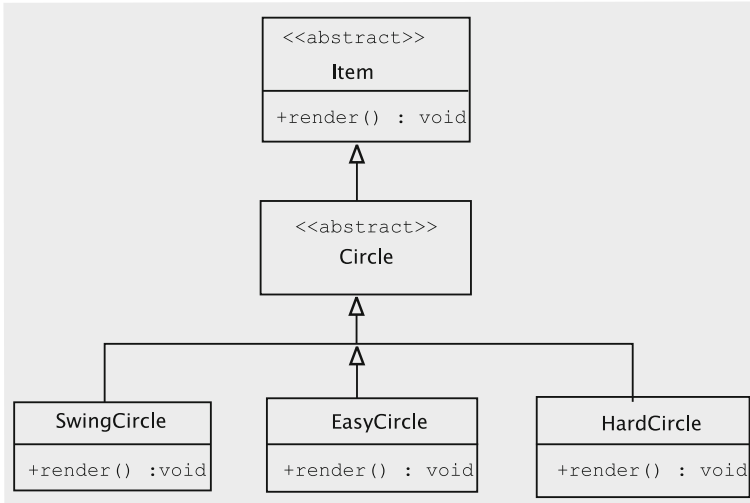 <<abstract>>
Item
+render() : void
<<abstract>>
Circle
SwingCircle
+render() :void
EasyCircle
+render() : void
HardCircle
+render() : void